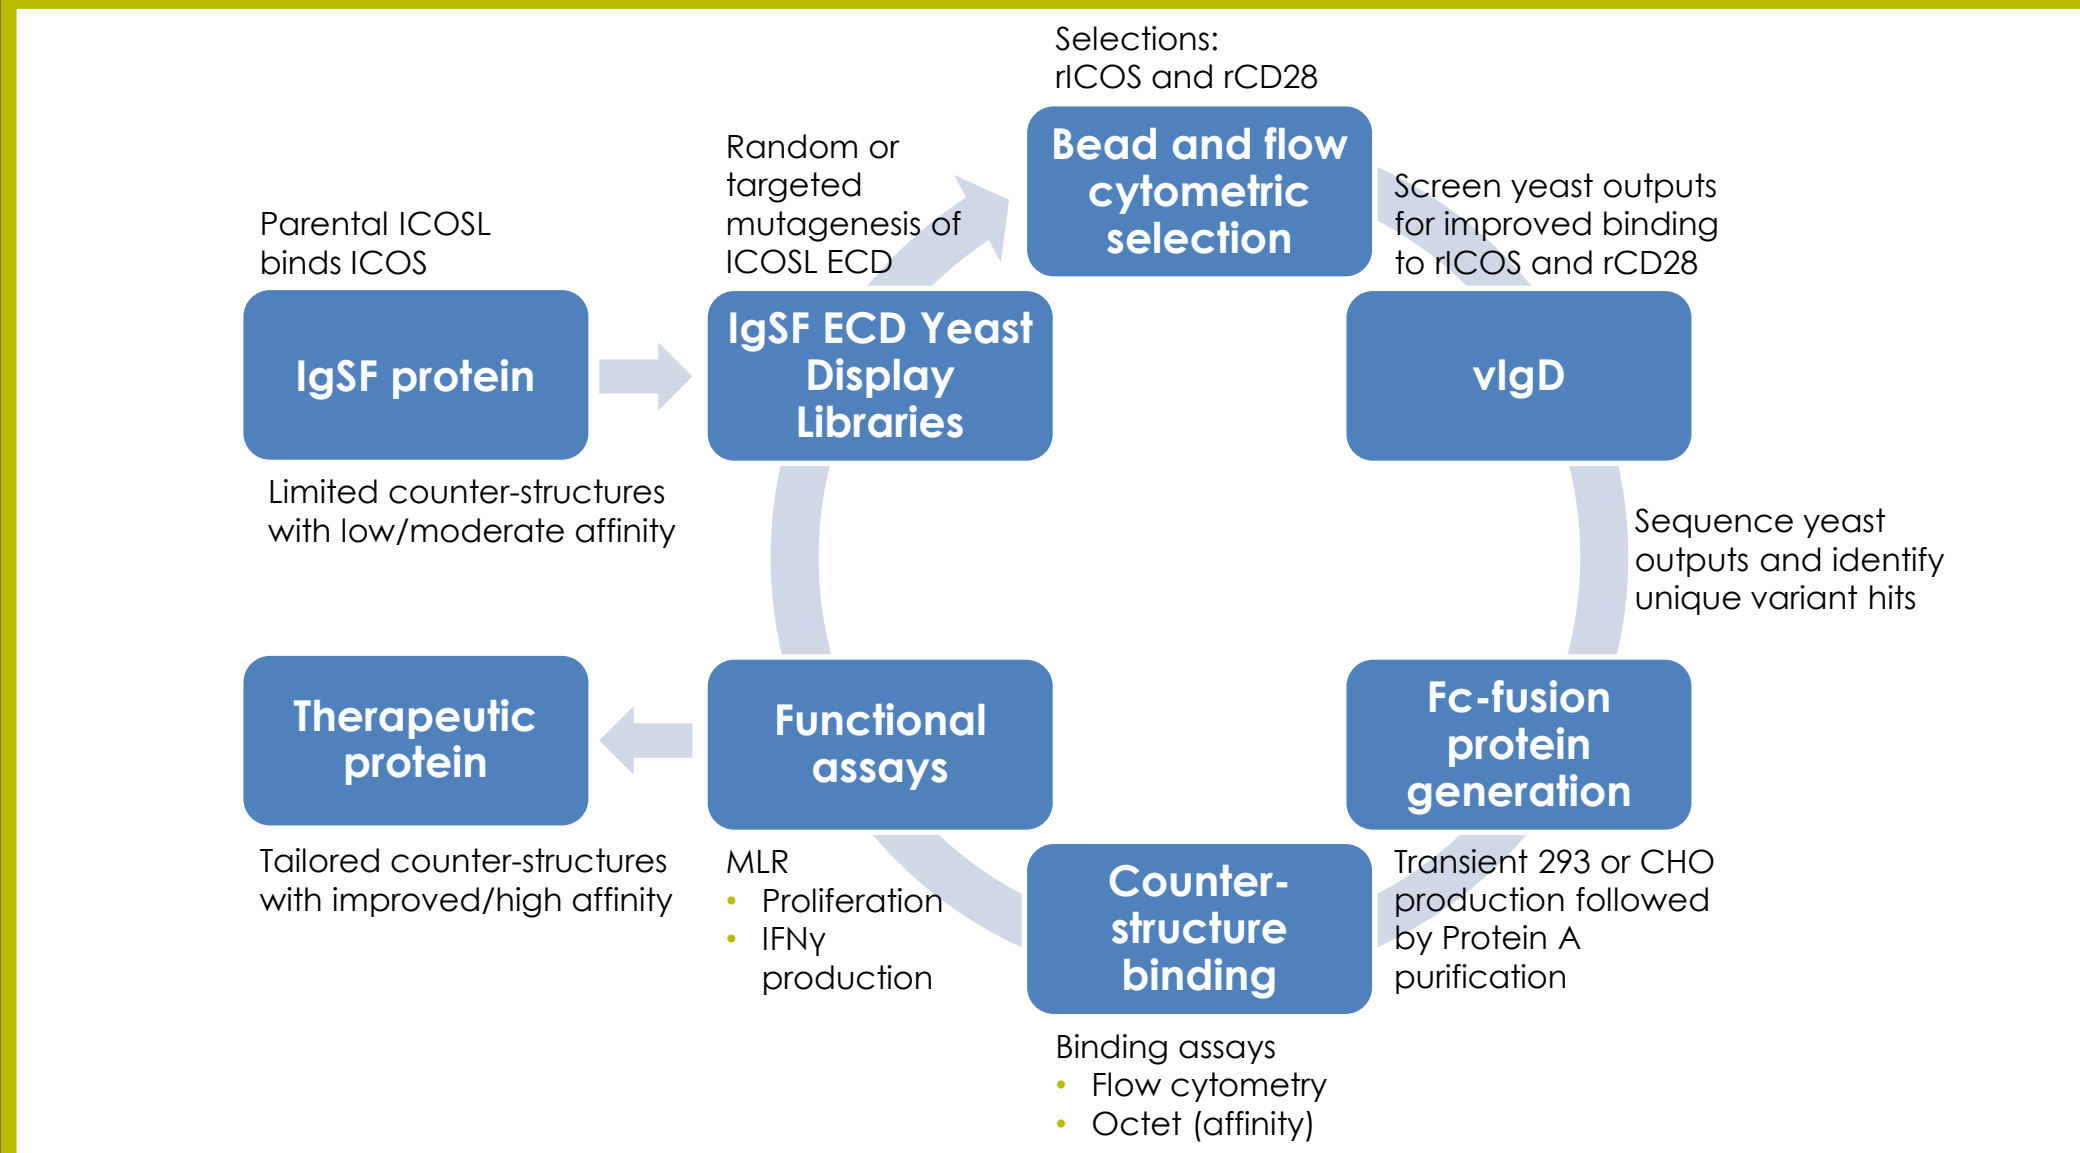 Selections:
rICOS and rCD28
Bead and flow
cytometric
selection
Random or
targeted
mutagenesis of
ICOSL ECD
Screen yeast outputs
for improved binding
to rICOS and rCD28
Parental ICOSL
binds ICOS
IgSF protein
IgSF ECD Yeast
Display
Libraries
vIgD
Limited counter-structures
with low/moderate affinity
Sequence yeast
outputs and identify
unique variant hits
Therapeutic
protein
Functional
assays
Fc-fusion
protein
generation
Tailored counter-structures
with improved/high affinity
MLR
• Proliferation
• IFNγ
production
Counter-
structure
binding
Transient 293 or CHO
production followed
by Protein A
purification
Binding assays
• Flow cytometry
• Octet (affinity)